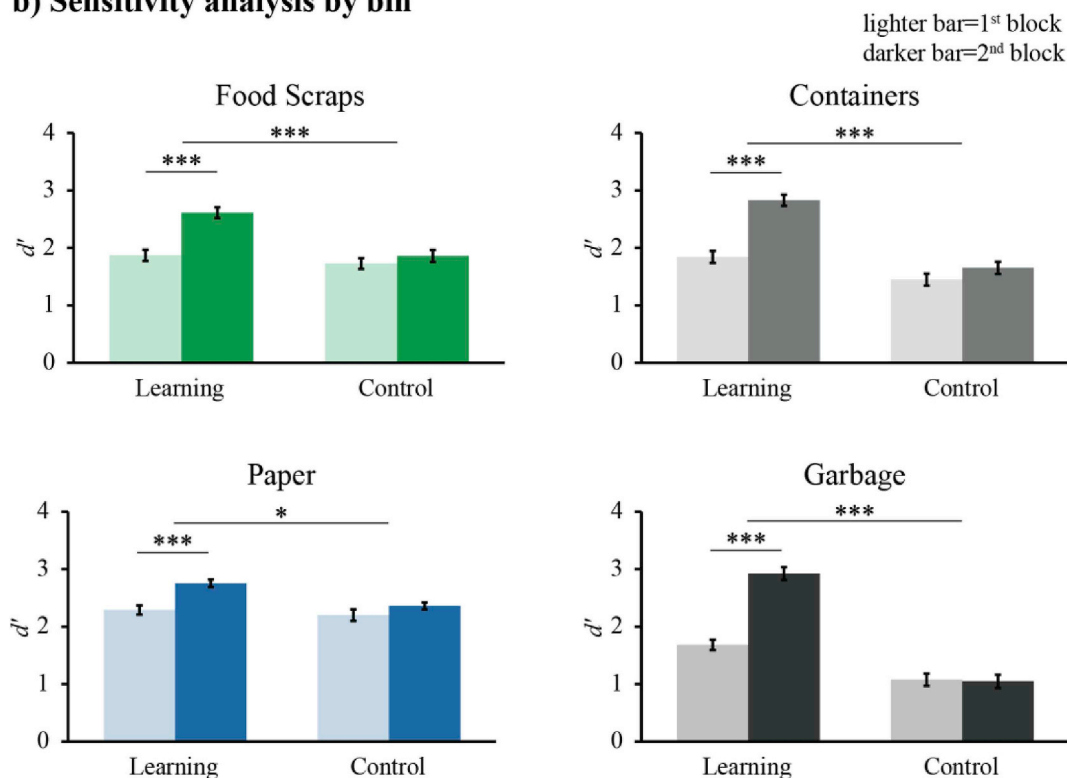 b) Sensitivity analysis by bin
lighter bar=1st block
darker bar=2nd block
Food Scraps
4
3
2
1
0
d'
***
***
Learning Control
Containers
4
3
2
1
0
d'
***
***
Learning Control
Paper
4
3
2
1
0
d'
*
***
Learning Control
Garbage
4
3
2
1
0
d'
***
***
Learning Control